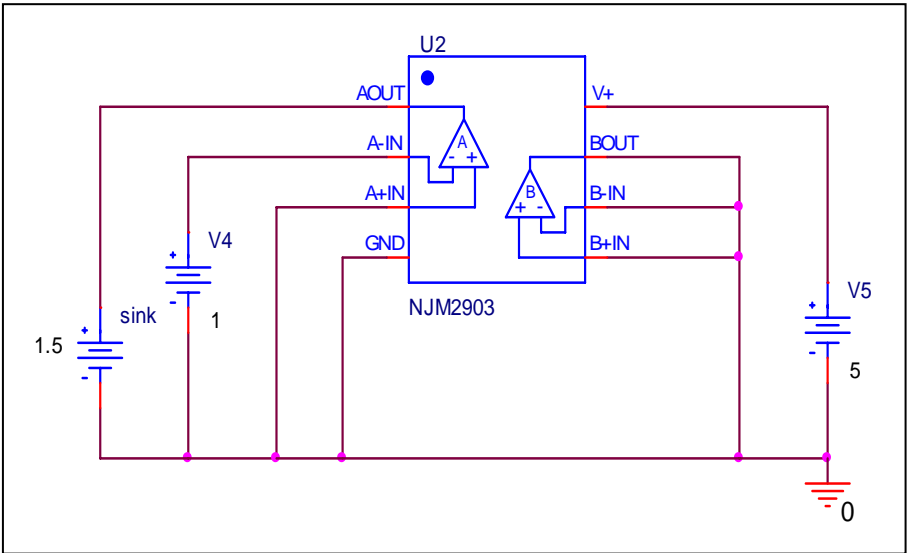 U2
AOUT
V+
A
A-IN
- +
BOUT
B
A+IN
+ -
B-IN
GND
B+IN
V4
+
-
1
NJM2903
V5
+
-
5
sink
+
-
1.5
0